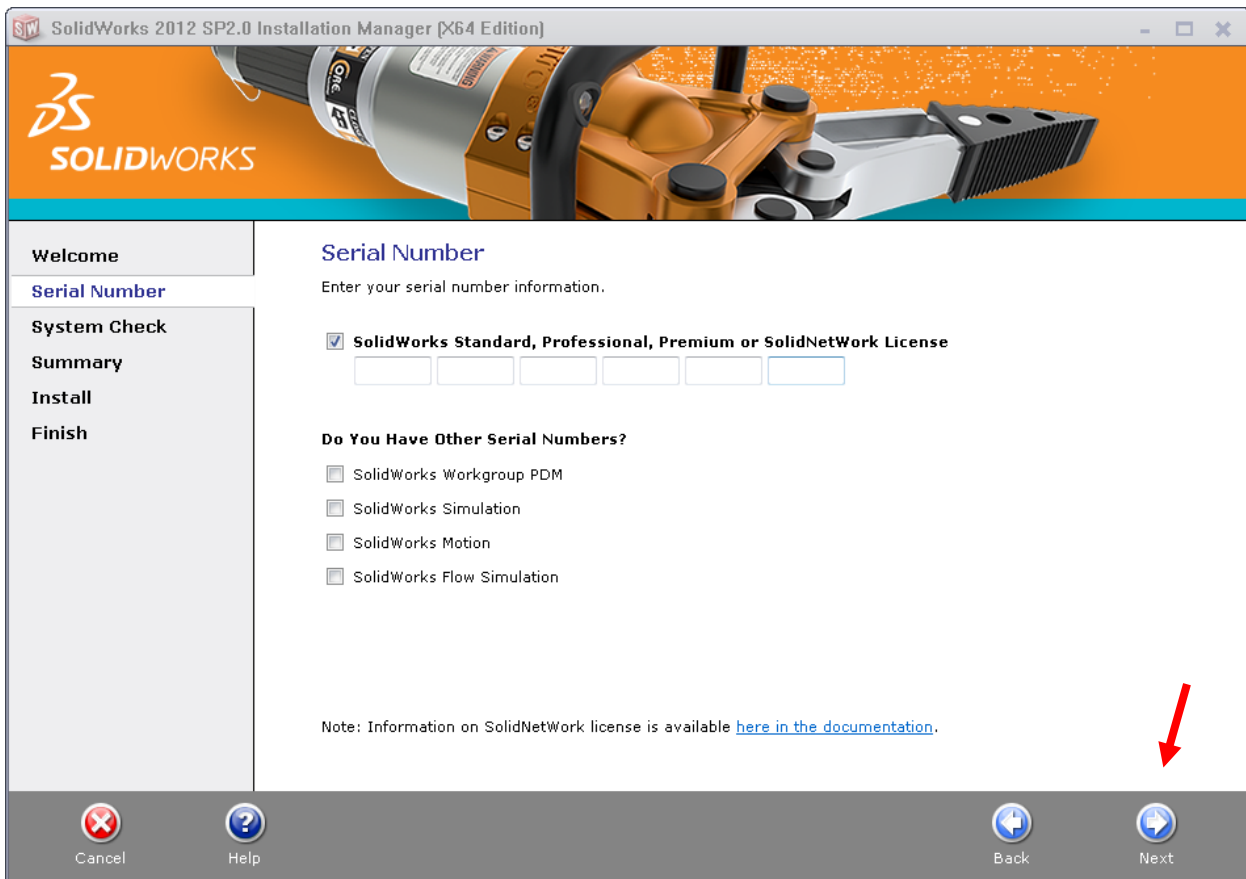 SolidWorks 2012 SP2.0 Installation Manager (X64 Edition)
SOLIDWORKS
Welcome
Serial Number
System Check
Summary
Install
Finish
Serial Number
Enter your serial number information.
SolidWorks Standard, Professional, Premium or SolidNetWork License
Do You Have Other Serial Numbers?
SolidWorks Workgroup PDM
SolidWorks Simulation
SolidWorks Motion
SolidWorks Flow Simulation
Note: Information on SolidNetWork license is available here in the documentation.
Cancel
Help
Back
Next